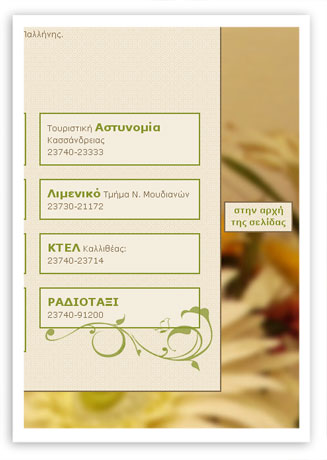 Παλλήνης.
Τουριστική Αστυνομία
Κασσάνδρειας
23740-23333
Λιμενικό Τμήμα Ν. Μουδιανών
23730-21172
στην αρχή
της σελίδας
ΚΤΕΛ Καλλιθέας:
23740-23714
ΡΑΔΙΟΤΑΞΙ
23740-91200